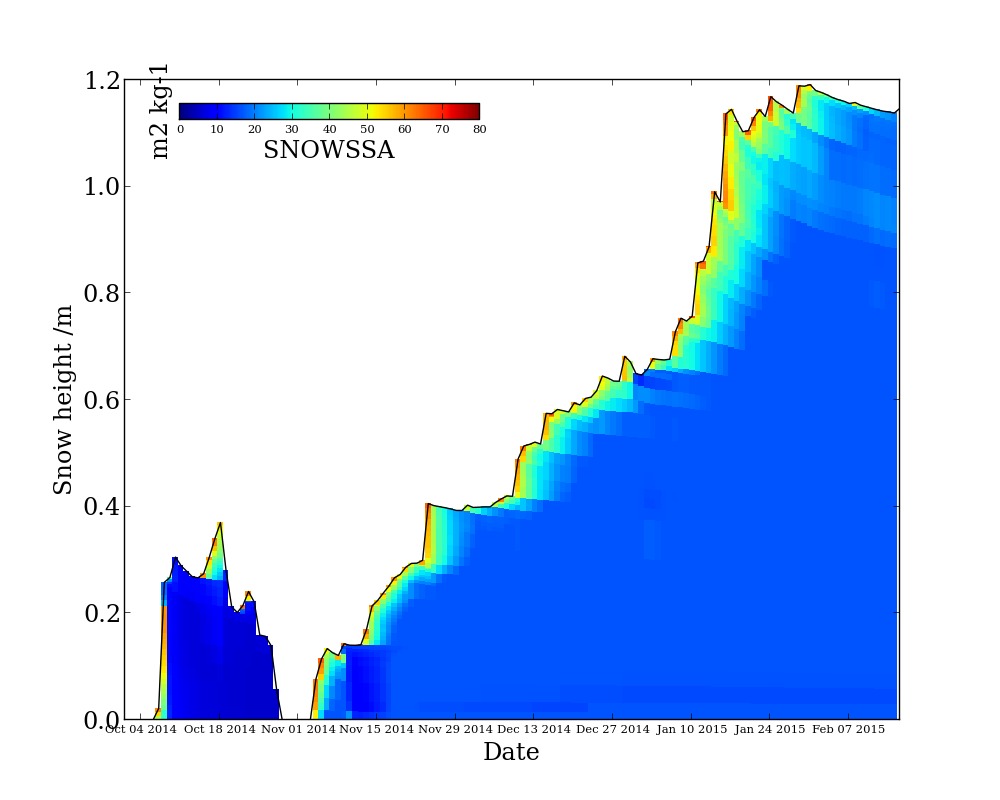 1.2
m2 kg-1
0 10 20 30 40 50 60 70 80
SNOWSSA
1.0
0.8
Snow height /m
0.6
0.4
0.2
0.0
Oct 04 2014 Oct 18 2014 Nov 01 2014 Nov 15 2014 Nov 29 2014 Dec 13 2014 Dec 27 2014 Jan 10 2015 Jan 24 2015 Feb 07 2015
Date